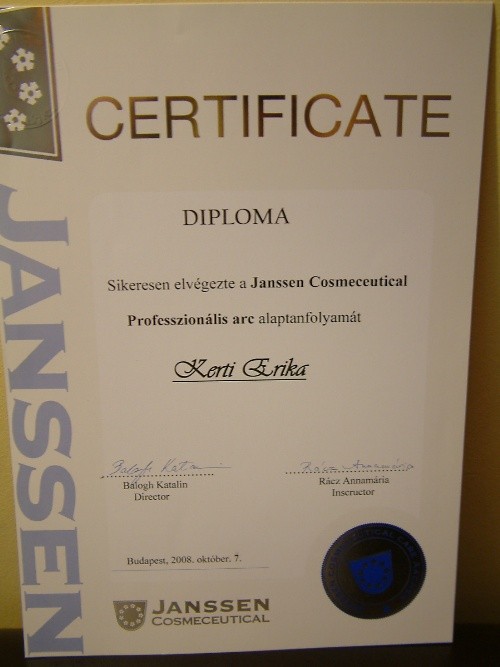 CERTIFICATE
JANSSEN
DIPLOMA
Sikeresen elvégezte a Janssen Cosmeceutical
Professzionális arc alaptanfolyamát
Kerti Erika
Balogh Katalin
Director
Rácz Annamária
Inscructor
Budapest, 2008. október. 7.
JANSSEN
COSMECEUTICAL